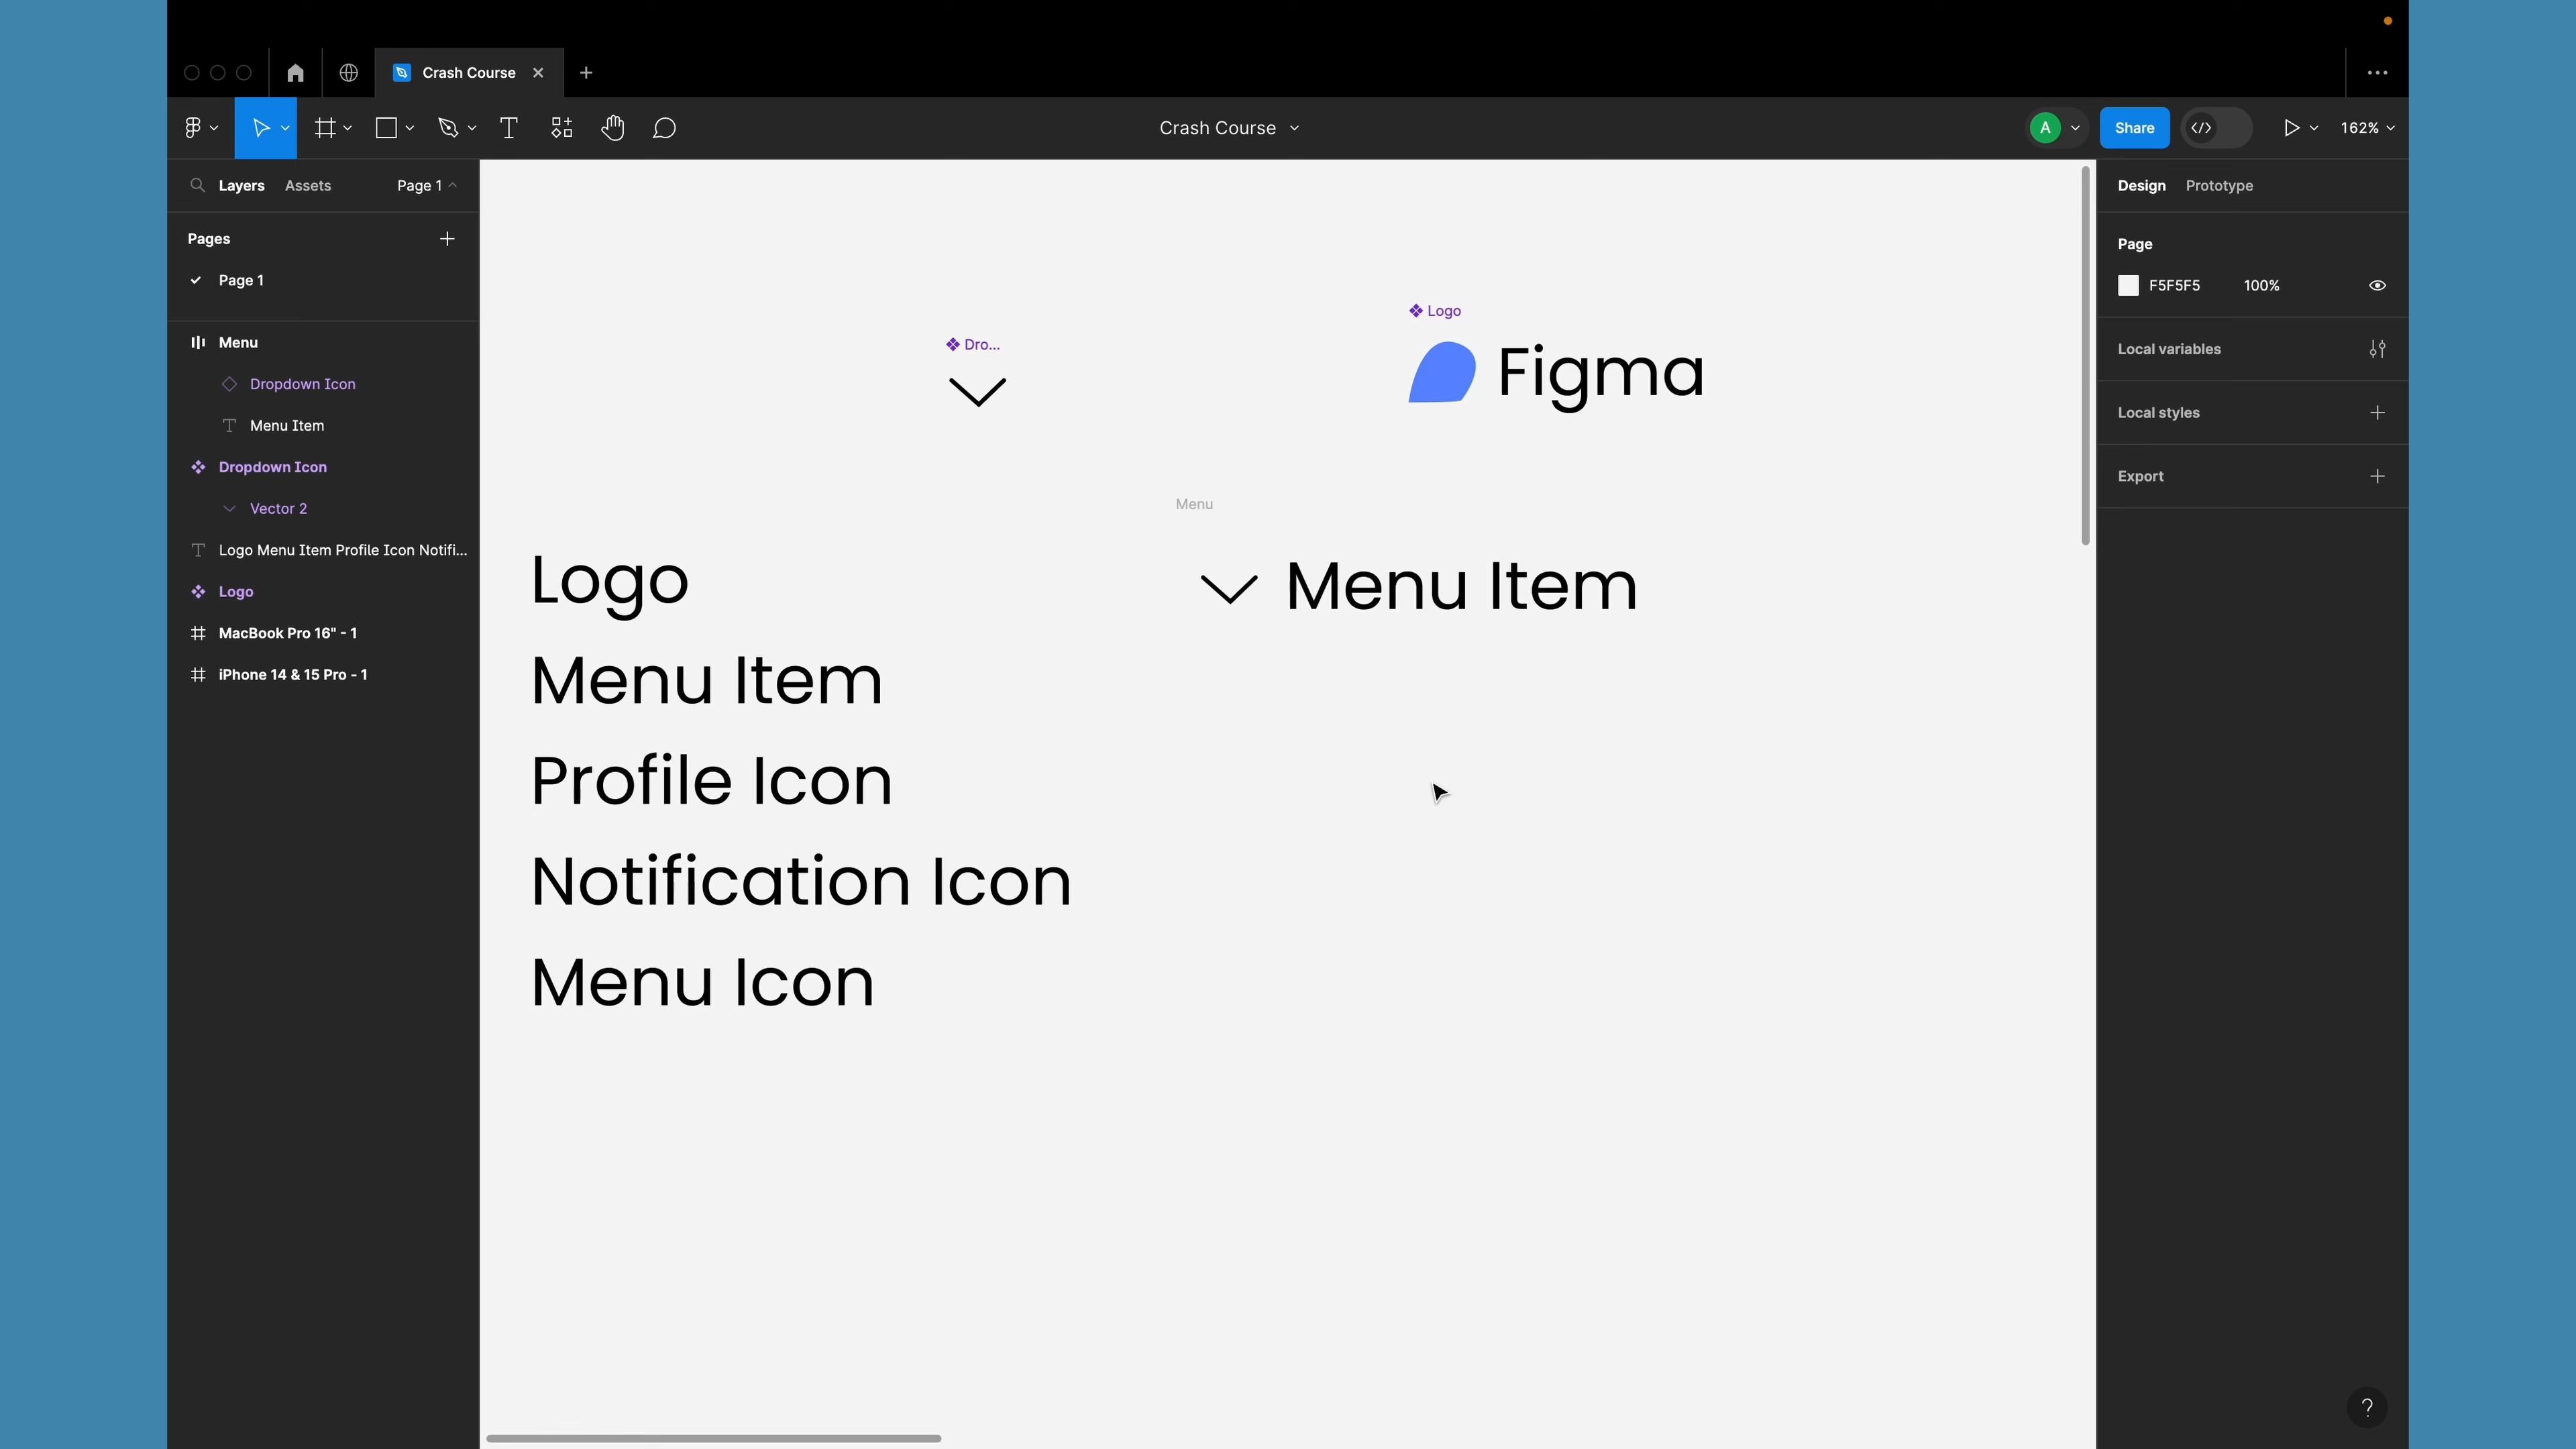 Crash Course
Crash Course
A
Share
162%
Layers
Assets
Page 1
Pages
Page 1
Menu
Dropdown Icon
Menu Item
Dropdown Icon
Vector 2
Logo Menu Item Profile Icon Notifi...
Logo
MacBook Pro 16" - 1
iPhone 14 & 15 Pro - 1
Dro...
Logo
Figma
Menu
Menu Item
Logo
Menu Item
Profile Icon
Notification Icon
Menu Icon
Design
Prototype
Page
F5F5F5
100%
Local variables
Local styles
Export
?